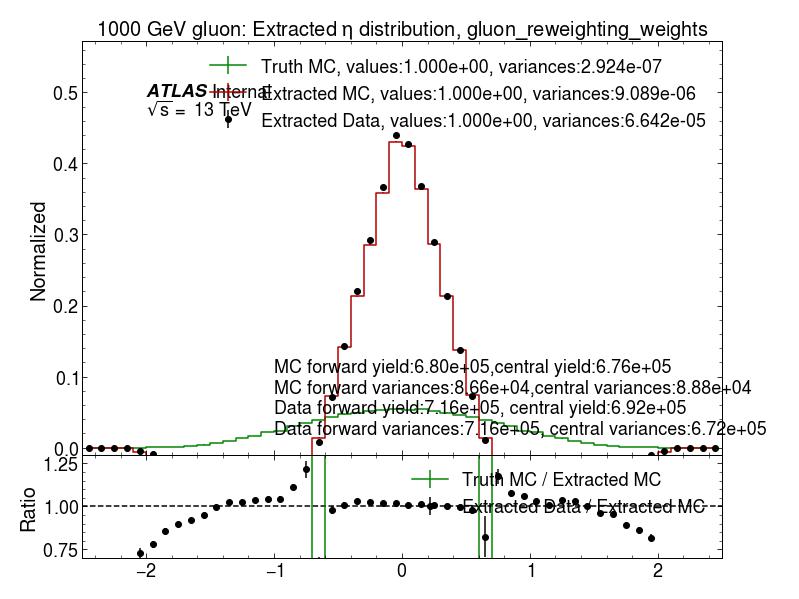 1000 GeV gluon: Extracted η distribution, gluon_reweighting_weights
Truth MC, values:1.000e+00, variances:2.924e-07
ATLAS Internal
Extracted MC, values:1.000e+00, variances:9.089e-06
√s = 13 TeV
Extracted Data, values:1.000e+00, variances:6.642e-05
Normalized
0.5
0.4
0.3
0.2
0.1
0.0
MC forward yield:6.80e+05,central yield:6.76e+05
MC forward variances:8.66e+04,central variances:8.88e+04
Data forward yield:7.16e+05, central yield:6.92e+05
Data forward variances:7.16e+05, central variances:6.72e+05
Ratio
1.25
1.00
0.75
Truth MC / Extracted MC
Extracted Data / Extracted MC
−2 −1 0 1 2